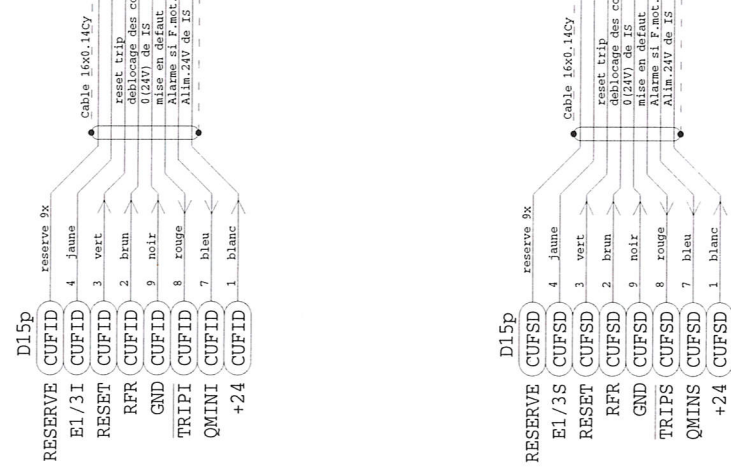 D15p
RESERVE CUFID reserve 9x
E1/3I CUFID 4 jaune
RESET CUFID 3 vert
RFR CUFID 2 brun
GND CUFID 9 noir
TRIPI CUFID 8 rouge
QMINI CUFID 7 bleu
+24 CUFID 1 blanc
Cable 16x0.14Cy
reset trip
deblocage des
0(24V) de IS
mise en defaut
Alarme si F.mot.
Alim.24V de IS
D15p
RESERVE CUFSD reserve 9x
E1/3S CUFSD 4 jaune
RESET CUFSD 3 vert
RFR CUFSD 2 brun
GND CUFSD 9 noir
TRIPS CUFSD 8 rouge
QMINS CUFSD 7 bleu
+24 CUFSD 1 blanc
Cable 16x0.14Cy
reset trip
deblocage des
0(24V) de IS
mise en defaut
Alarme si F.mot.
Alim.24V de IS